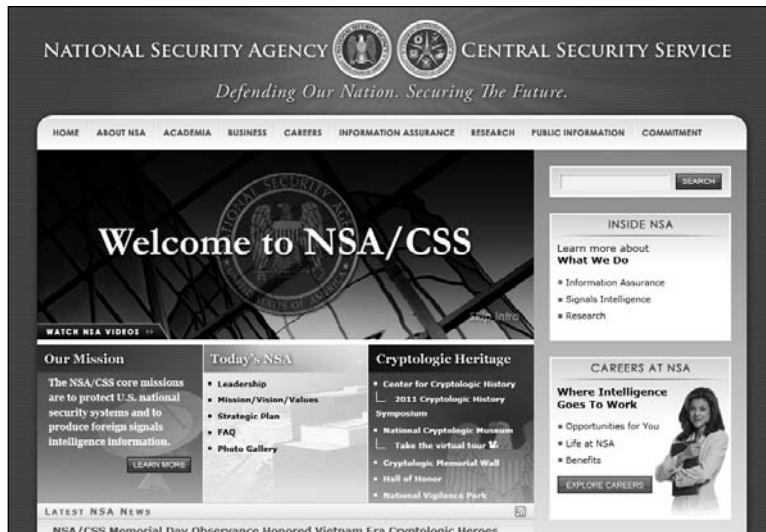 NATIONAL SECURITY AGENCY CENTRAL SECURITY SERVICE
Defending Our Nation. Securing The Future.
HOME ABOUT NSA ACADEMIA BUSINESS CAREERS INFORMATION ASSURANCE RESEARCH PUBLIC INFORMATION COMMITMENT
Welcome to NSA/CSS
Skip Intro
WATCH NSA VIDEOS
Our Mission
The NSA/CSS core missions
are to protect U.S. national
security systems and to
produce foreign signals
intelligence information.
LEARN MORE
Today's NSA
Leadership
Mission/Vision/Values
Strategic Plan
FAQ
Photo Gallery
Cryptologic Heritage
Center for Cryptologic History
2011 Cryptologic History
Symposium
National Cryptologic Museum
Take the virtual tour
Cryptologic Memorial Wall
Hall of Honor
National Vigilance Park
SEARCH
INSIDE NSA
Learn more about
What We Do
Information Assurance
Signals Intelligence
Research
CAREERS AT NSA
Where Intelligence
Goes To Work
Opportunities for You
Life at NSA
Benefits
EXPLORE CAREERS
LATEST NSA NEWS
NSA/CSS Memorial Day Observance Honored Vietnam Era Cryptologic Heroes